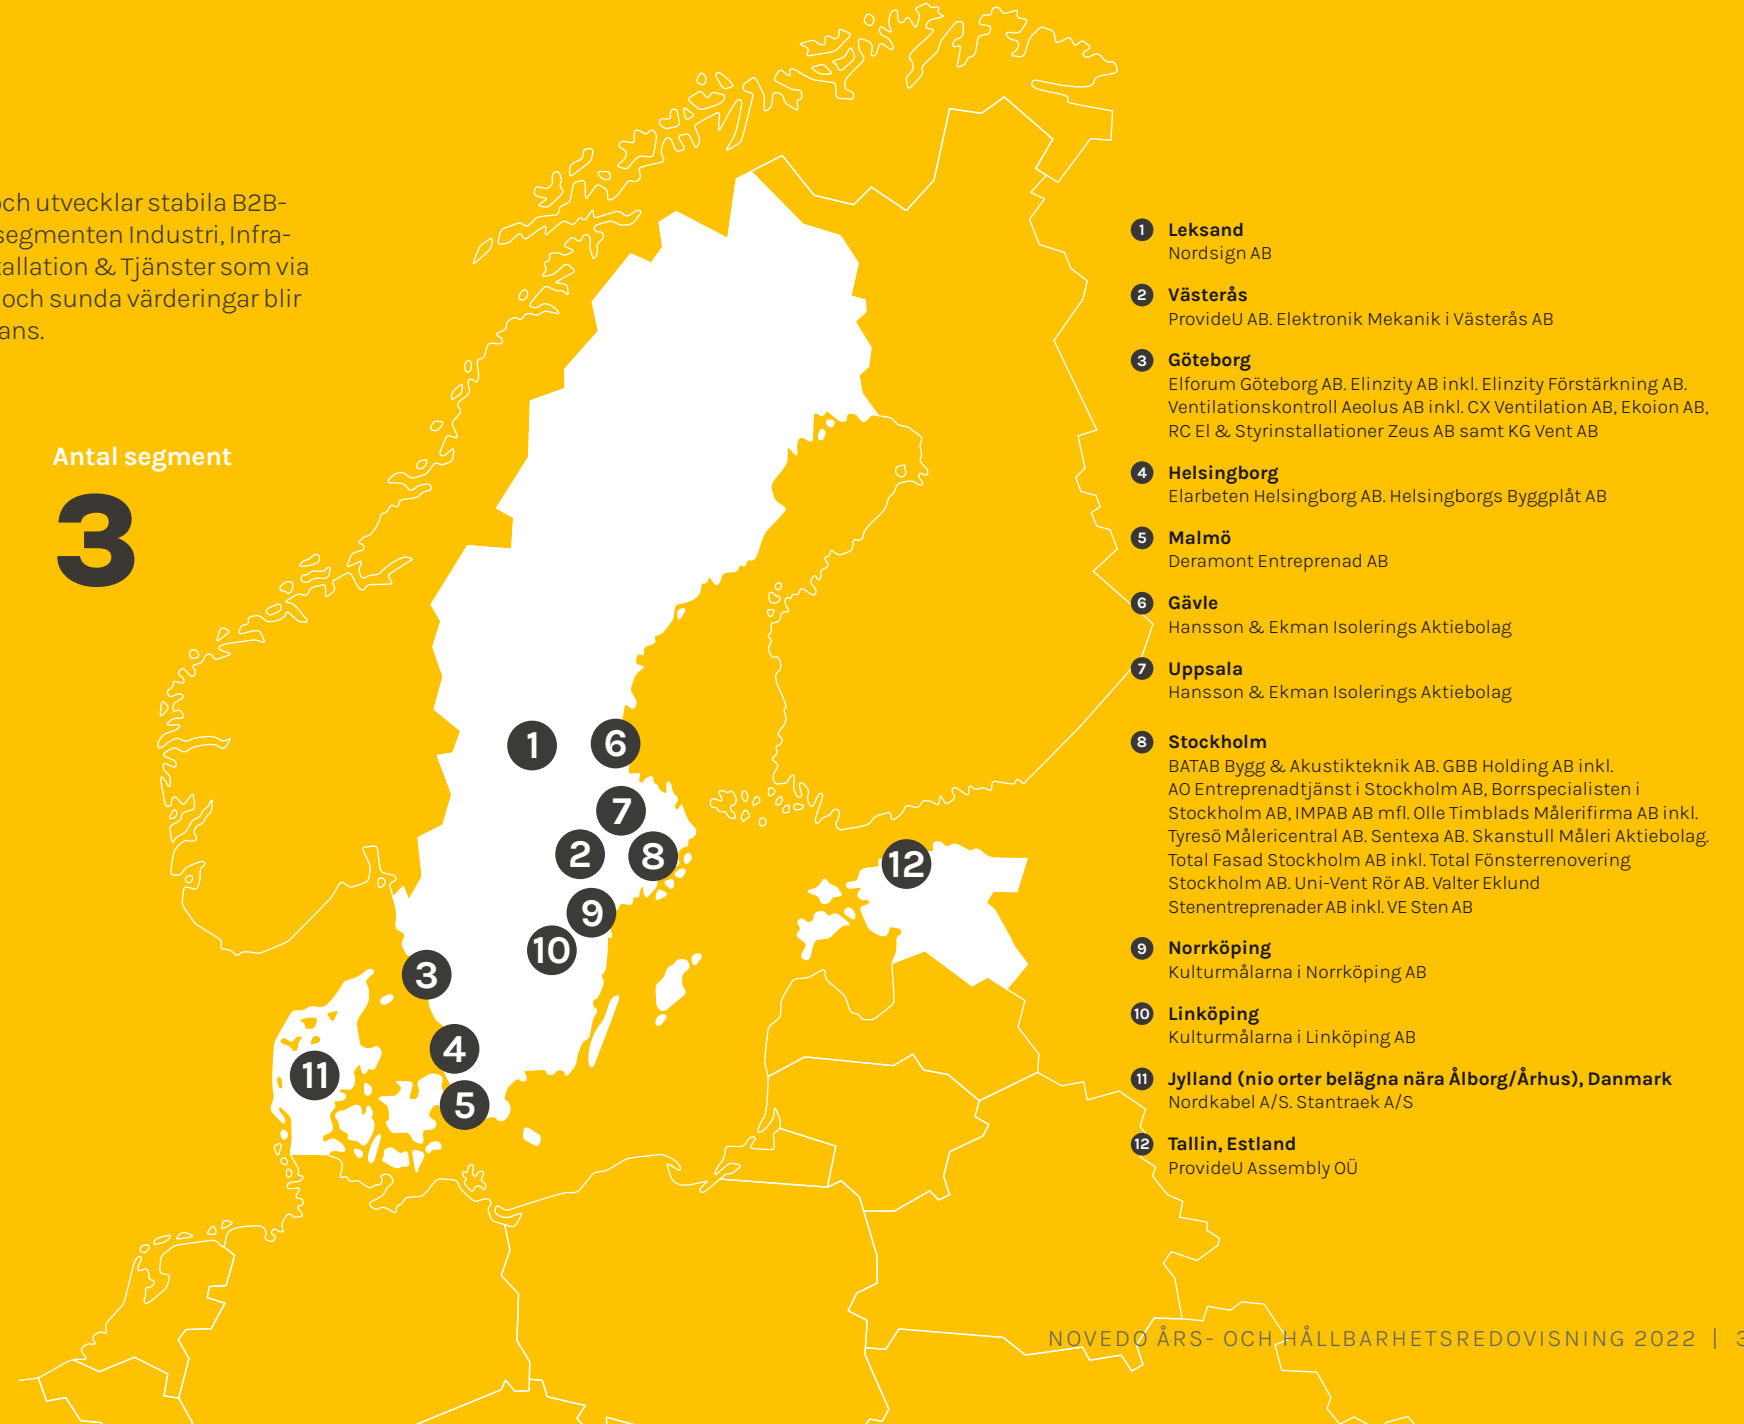 och utvecklar stabila B2B-
segmenten Industri, Infra-
tallation & Tjänster som via
och sunda värderingar blir
ans.
Antal segment
3
1
6
7
2
8
12
9
10
3
4
11
5
1 Leksand
Nordsign AB
2 Västerås
ProvideU AB. Elektronik Mekanik i Västerås AB
3 Göteborg
Elforum Göteborg AB. Elinzity AB inkl. Elinzity Förstärkning AB.
Ventilationskontroll Aeolus AB inkl. CX Ventilation AB, Ekoion AB,
RC El & Styrinstallationer Zeus AB samt KG Vent AB
4 Helsingborg
Elarbeten Helsingborg AB. Helsingborgs Byggplåt AB
5 Malmö
Deramont Entreprenad AB
6 Gävle
Hansson & Ekman Isolerings Aktiebolag
7 Uppsala
Hansson & Ekman Isolerings Aktiebolag
8 Stockholm
BATAB Bygg & Akustikteknik AB. GBB Holding AB inkl.
AO Entreprenadtjänst i Stockholm AB, Borrspecialisten i
Stockholm AB, IMPAB AB mfl. Olle Timblads Målerifirma AB inkl.
Tyresö Målericentral AB. Sentexa AB. Skanstull Måleri Aktiebolag.
Total Fasad Stockholm AB inkl. Total Fönsterrenovering
Stockholm AB. Uni-Vent Rör AB. Valter Eklund
Stenentreprenader AB inkl. VE Sten AB
9 Norrköping
Kulturmålarna i Norrköping AB
10 Linköping
Kulturmålarna i Linköping AB
11 Jylland (nio orter belägna nära Ålborg/Århus), Danmark
Nordkabel A/S. Stantraek A/S
12 Tallin, Estland
ProvideU Assembly OÜ
NOVEDO ÅRS- OCH HÅLLBARHETSREDOVISNING 2022 | 3